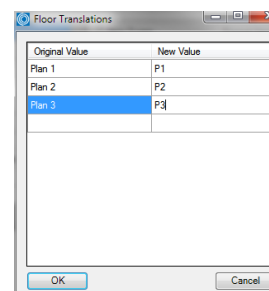 Floor Translations
Original Value New Value
Plan 1 P1
Plan 2 P2
Plan 3 P3
OK Cancel